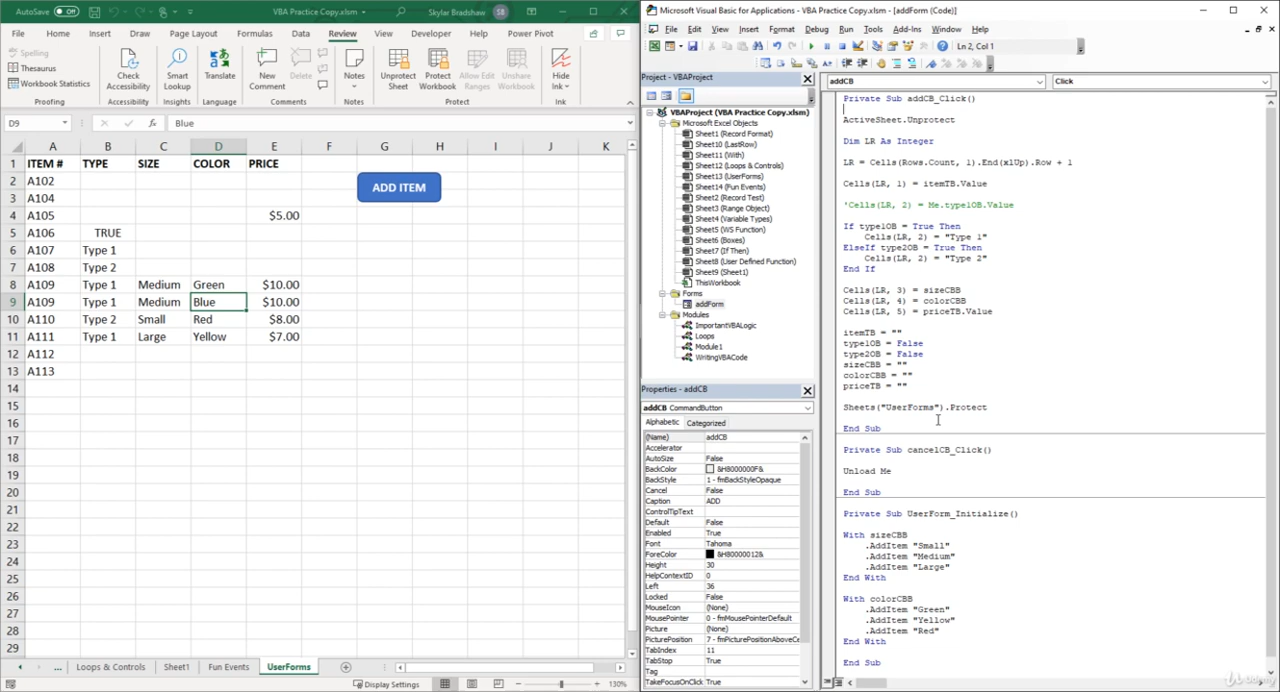 AutoSave Off VBA Practice Copy.xlsm Skylar Bradshaw SB
File Home Insert Draw Page Layout Formulas Data Review View Developer Help Power Pivot
Spelling
Thesaurus
Workbook Statistics
Proofing
Check Accessibility
Accessibility
Smart Lookup
Insights
Translate
Language
New Comment
Comments
Notes
Notes
Unprotect Sheet
Protect Workbook
Allow Edit Ranges
Unshare Workbook
Protect
Hide Ink
Ink
Blue
A B C D E F G H I J K
1 ITEM # TYPE SIZE COLOR PRICE
2 A102
A104
4 A105 $5.00
A106 TRUE
6 A107 Type 1
A108 Type 2
8 A109 Type 1 Medium Green $10.00
9 A109 Type 1 Medium Blue $10.00
A110 Type 2 Small Red $8.00
A111 Type 1 Large Yellow $7.00
A112
A113
14
15
16
17
18
19
20
21
22
23
24
25
26
27
28
29
ADD ITEM
... Loops & Controls Sheet1 Fun Events UserForms
Display Settings 130%
Microsoft Visual Basic for Applications - VBA Practice Copy.xlsm - [addForm (Code)]
File Edit View Insert Format Debug Run Tools Add-Ins Window Help
Ln 2, Col 1
Project - VBAProject
VBAProject (VBA Practice Copy.xlsm)
Microsoft Excel Objects
Sheet1 (Record Format)
Sheet10 (LastRow)
Sheet11 (With)
Sheet12 (Loops & Controls)
Sheet13 (UserForms)
Sheet14 (Fun Events)
Sheet2 (Record Test)
Sheet3 (Range Object)
Sheet4 (Variable Types)
Sheet5 (WS Function)
Sheet6 (Boxes)
Sheet7 (If Then)
Sheet8 (User Defined Function)
Sheet9 (Sheet1)
ThisWorkbook
Forms
addForm
Modules
ImportantVBALogic
Loops
Module1
WritingVBACode
Properties - addCB
addCB CommandButton
Alphabetic Categorized
(Name) addCB
Accelerator
AutoSize False
BackColor &H8000000F&
BackStyle 1 - fmBackStyleOpaque
Cancel False
Caption ADD
ControlTipText
Default False
Enabled True
Font Tahoma
ForeColor &H80000012&
Height 30
HelpContextID 0
Left 36
Locked False
MouseIcon (None)
MousePointer 0 - fmMousePointerDefault
Picture (None)
PicturePosition 7 - fmPicturePositionAboveCe
TabIndex 11
TabStop True
Tag
TakeFocusOnClick True
addCB Click
Private Sub addCB_Click()
ActiveSheet.Unprotect
Dim LR As Integer
LR = Cells(Rows.Count, 1).End(xlUp).Row + 1
Cells(LR, 1) = itemTB.Value
'Cells(LR, 2) = Me.type1OB.Value
If type1OB = True Then
Cells(LR, 2) = "Type 1"
ElseIf type2OB = True Then
Cells(LR, 2) = "Type 2"
End If
Cells(LR, 3) = sizeCBB
Cells(LR, 4) = colorCBB
Cells(LR, 5) = priceTB.Value
itemTB = ""
type1OB = False
type2OB = False
sizeCBB = ""
colorCBB = ""
priceTB = ""
Sheets("UserForms").Protect
End Sub
Private Sub cancelCB_Click()
Unload Me
End Sub
Private Sub UserForm_Initialize()
With sizeCBB
.AddItem "Small"
.AddItem "Medium"
.AddItem "Large"
End With
With colorCBB
.AddItem "Green"
.AddItem "Yellow"
.AddItem "Red"
End With
End Sub